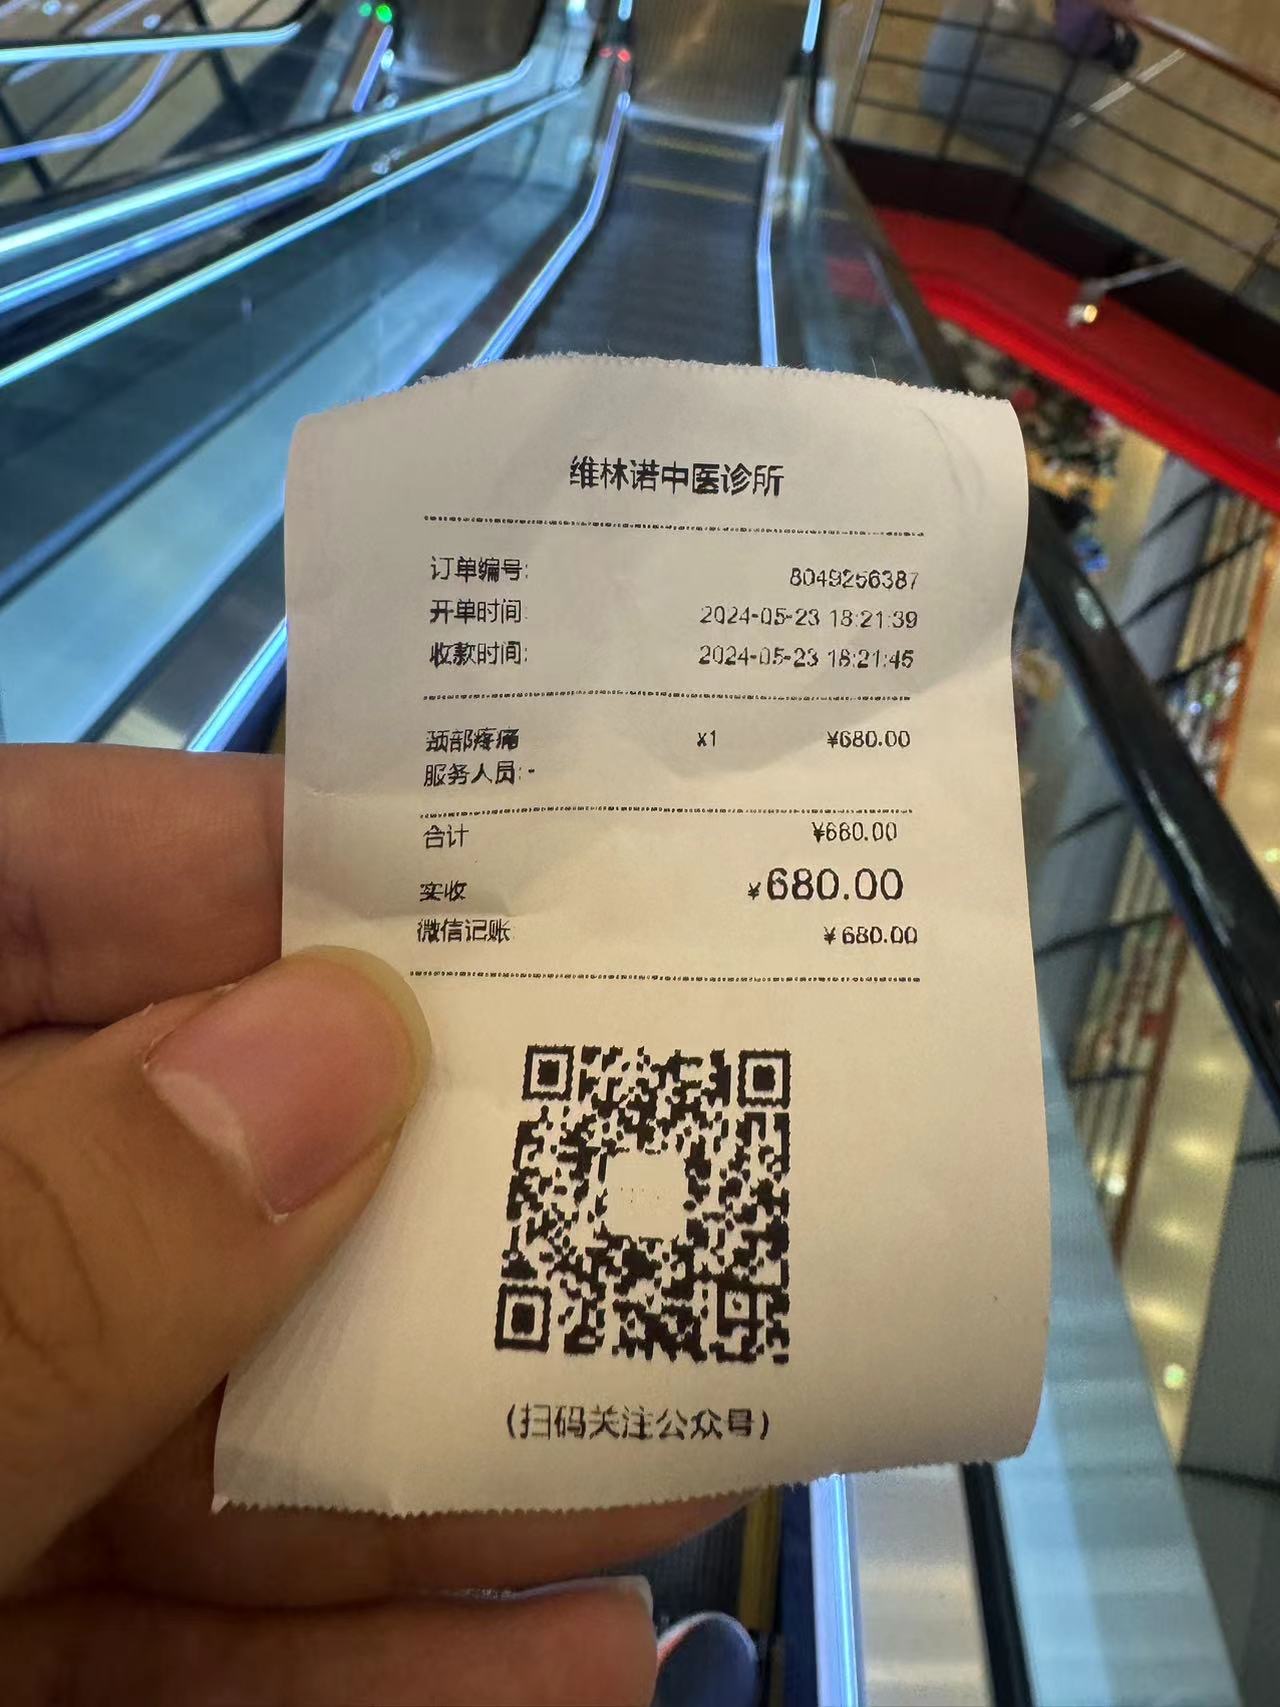 维林诺中医诊所
订单编号: 8049256387
开单时间: 2024-05-23 18:21:39
收款时间: 2024-05-23 18:21:45
颈部疼痛 x1 ¥680.00
服务人员: -
合计 ¥680.00
实收 ¥680.00
微信记账 ¥680.00
(扫码关注公众号)